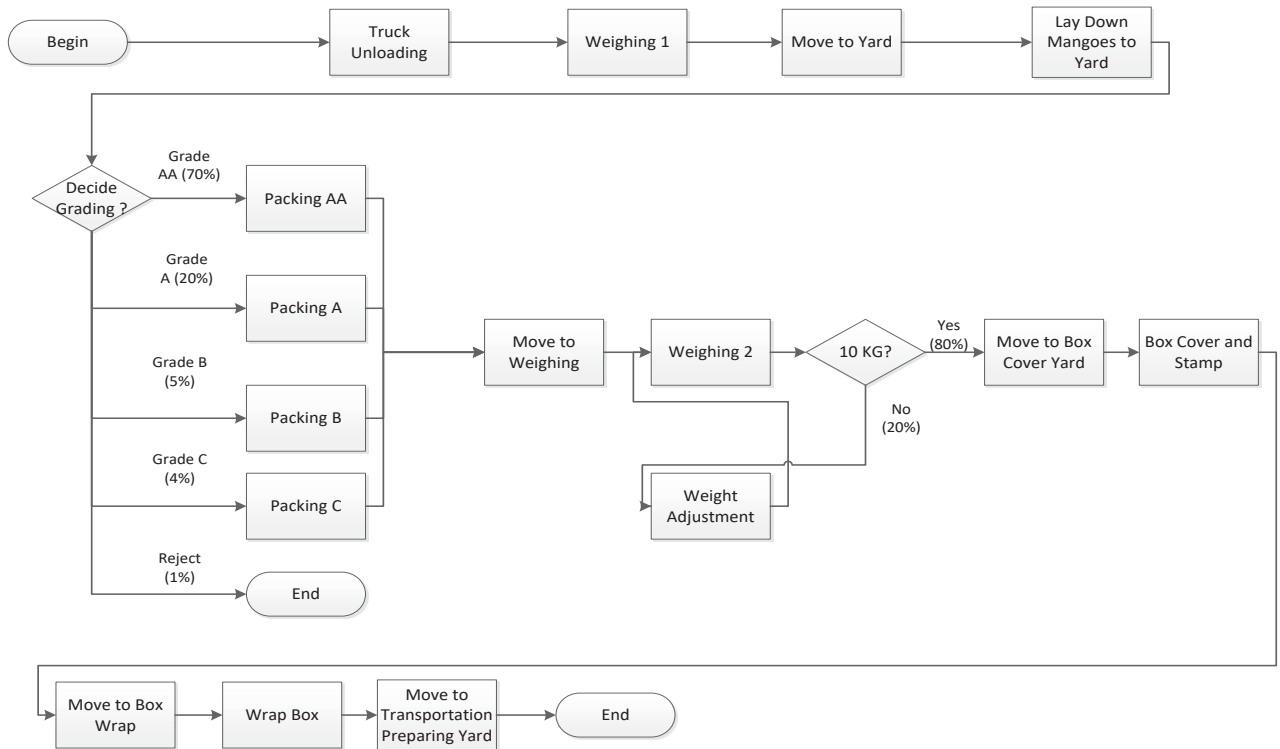 Begin
Truck
Unloading
Weighing 1
Move to Yard
Lay Down
Mangoes to
Yard
Decide
Grading ?
Grade
AA (70%)
Packing AA
Grade
A (20%)
Packing A
Grade B
(5%)
Packing B
Grade C
(4%)
Packing C
Reject
(1%)
End
Move to
Weighing
Weighing 2
10 KG?
Yes
(80%)
No
(20%)
Weight
Adjustment
Move to Box
Cover Yard
Box Cover and
Stamp
Move to Box
Wrap
Wrap Box
Move to
Transportation
Preparing Yard
End